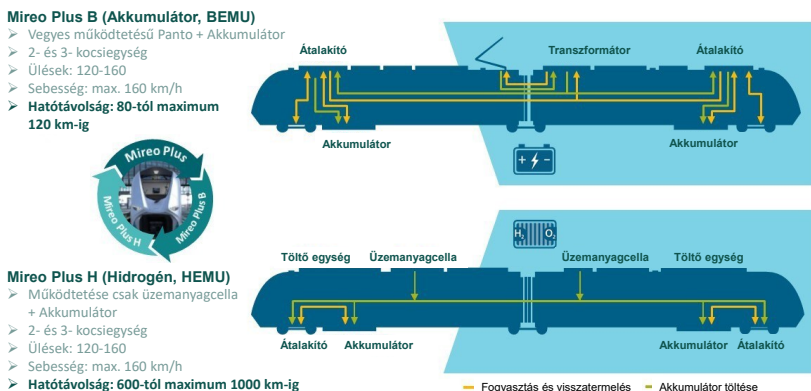 Mireo Plus B (Akkumulátor, BEMU)
Vegyes működtetésű Panto + Akkumulátor
2- és 3- kocsiegység
Ülések: 120-160
Sebesség: max. 160 km/h
Hatótávolság: 80-tól maximum
120 km-ig
Átalakító
Transzformátor
Átalakító
Akkumulátor
Akkumulátor
+ -
Mireo Plus
Mireo Plus B
Mireo Plus H
H₂ O₂
Töltő egység
Üzemanyagcella
Üzemanyagcella
Töltő egység
Átalakító
Akkumulátor
Akkumulátor
Átalakító
Mireo Plus H (Hidrogén, HEMU)
Működtetése csak üzemanyagcella
+ Akkumulátor
2- és 3- kocsiegység
Ülések: 120-160
Sebesség: max. 160 km/h
Hatótávolság: 600-tól maximum 1000 km-ig
Fogyasztás és visszatermelés
Akkumulátor töltése